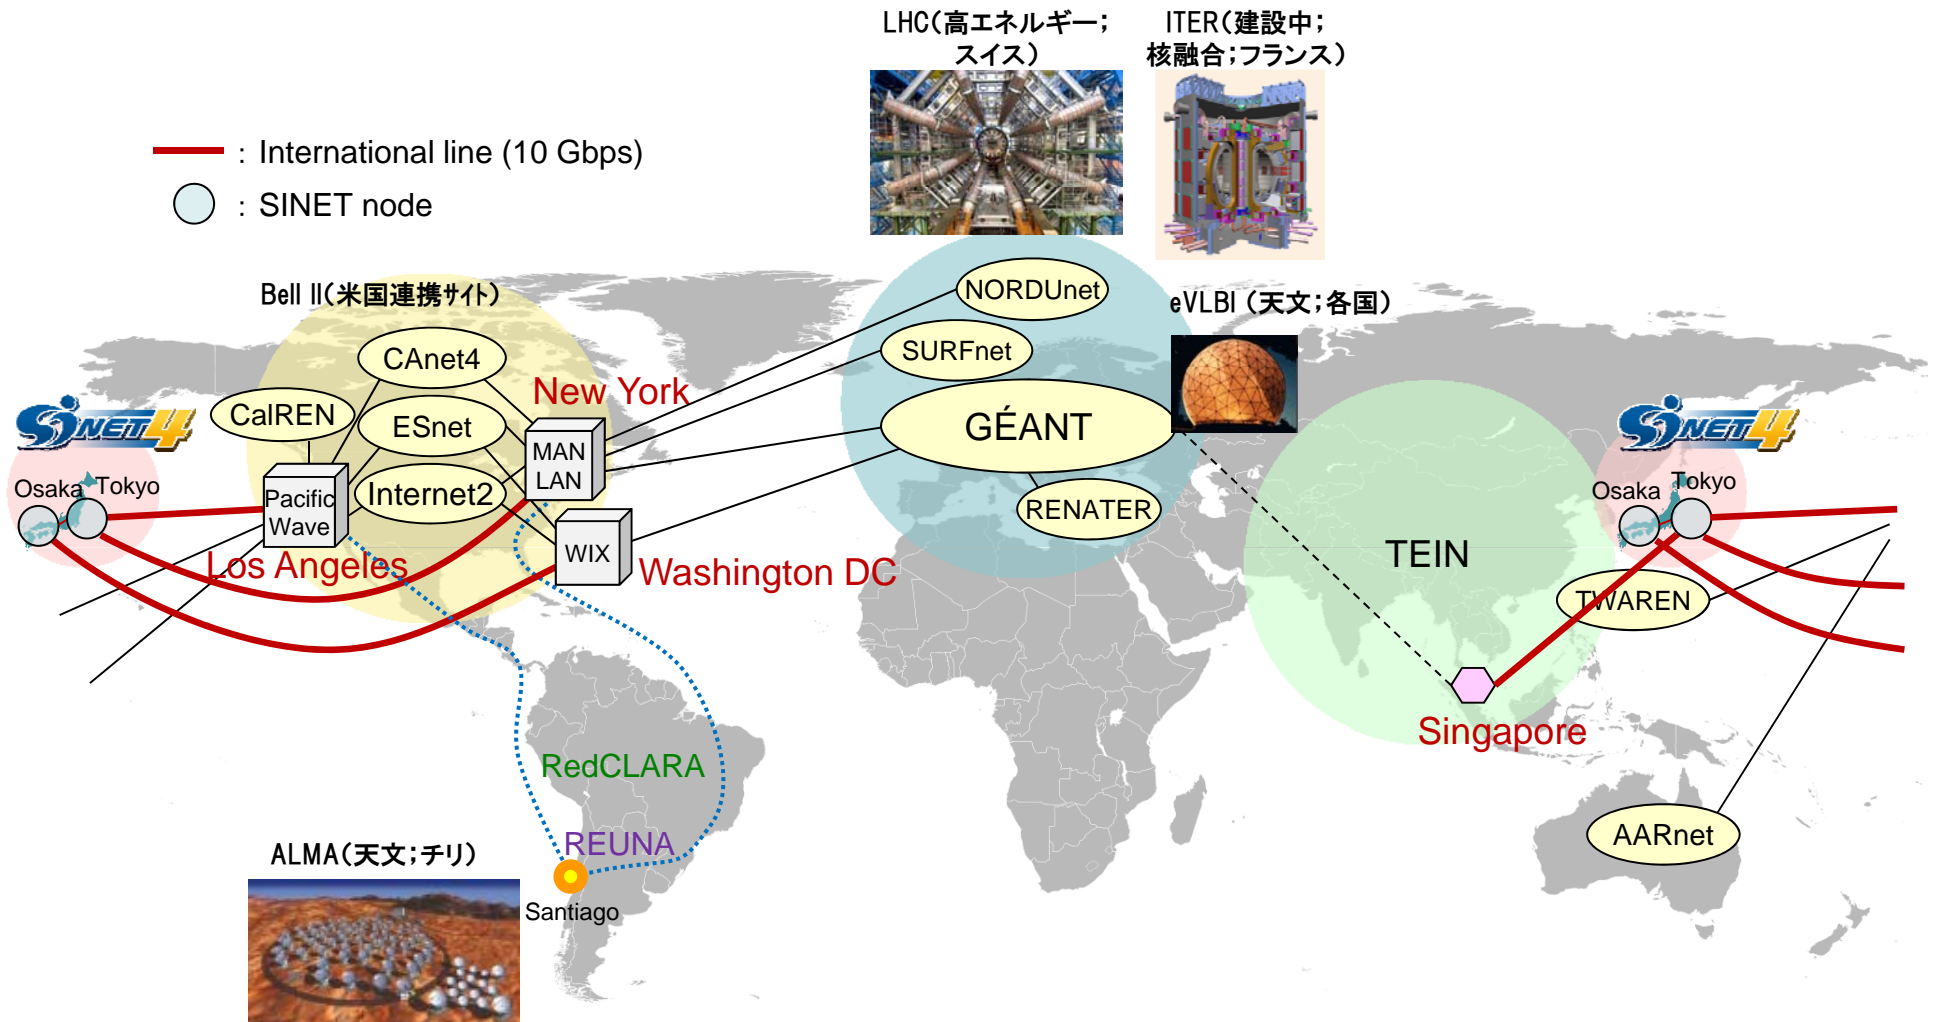 LHC(高エネルギー;
スイス)
ITER(建設中;
核融合;フランス)
: International line (10 Gbps)
: SINET node
Bell II(米国連携サイト)
NORDUnet
eVLBI (天文;各国)
CAnet4
SURFnet
New York
CalREN
ESnet
GÉANT
SINET4
SINET4
MAN
LAN
Osaka
Tokyo
Pacific
Wave
Internet2
RENATER
Osaka
Tokyo
WIX
Los Angeles
Washington DC
TEIN
TWAREN
Singapore
RedCLARA
REUNA
AARnet
ALMA(天文;チリ)
Santiago